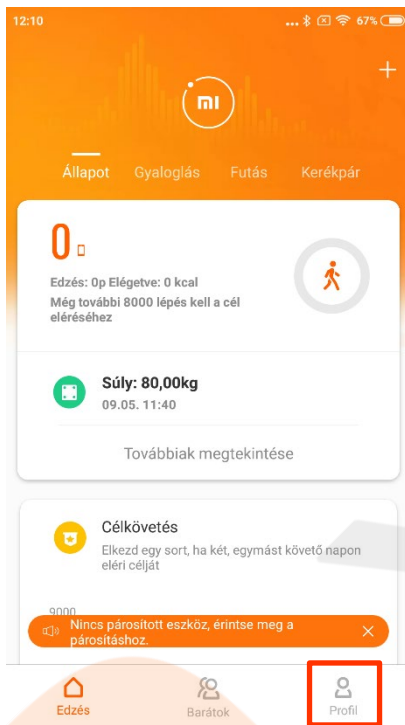 12:10 67%
mi
Állapot Gyaloglás Futás Kerékpár
0
Edzés: 0p Elégetve: 0 kcal
Még további 8000 lépés kell a cél
eléréséhez
Súly: 80,00kg
09.05. 11:40
Továbbiak megtekintése
Célkövetés
Elkezd egy sort, ha két, egymást követő napon
eléri célját
9000
Nincs párosított eszköz, érintse meg a
párosításhoz.
Edzés Barátok Profil